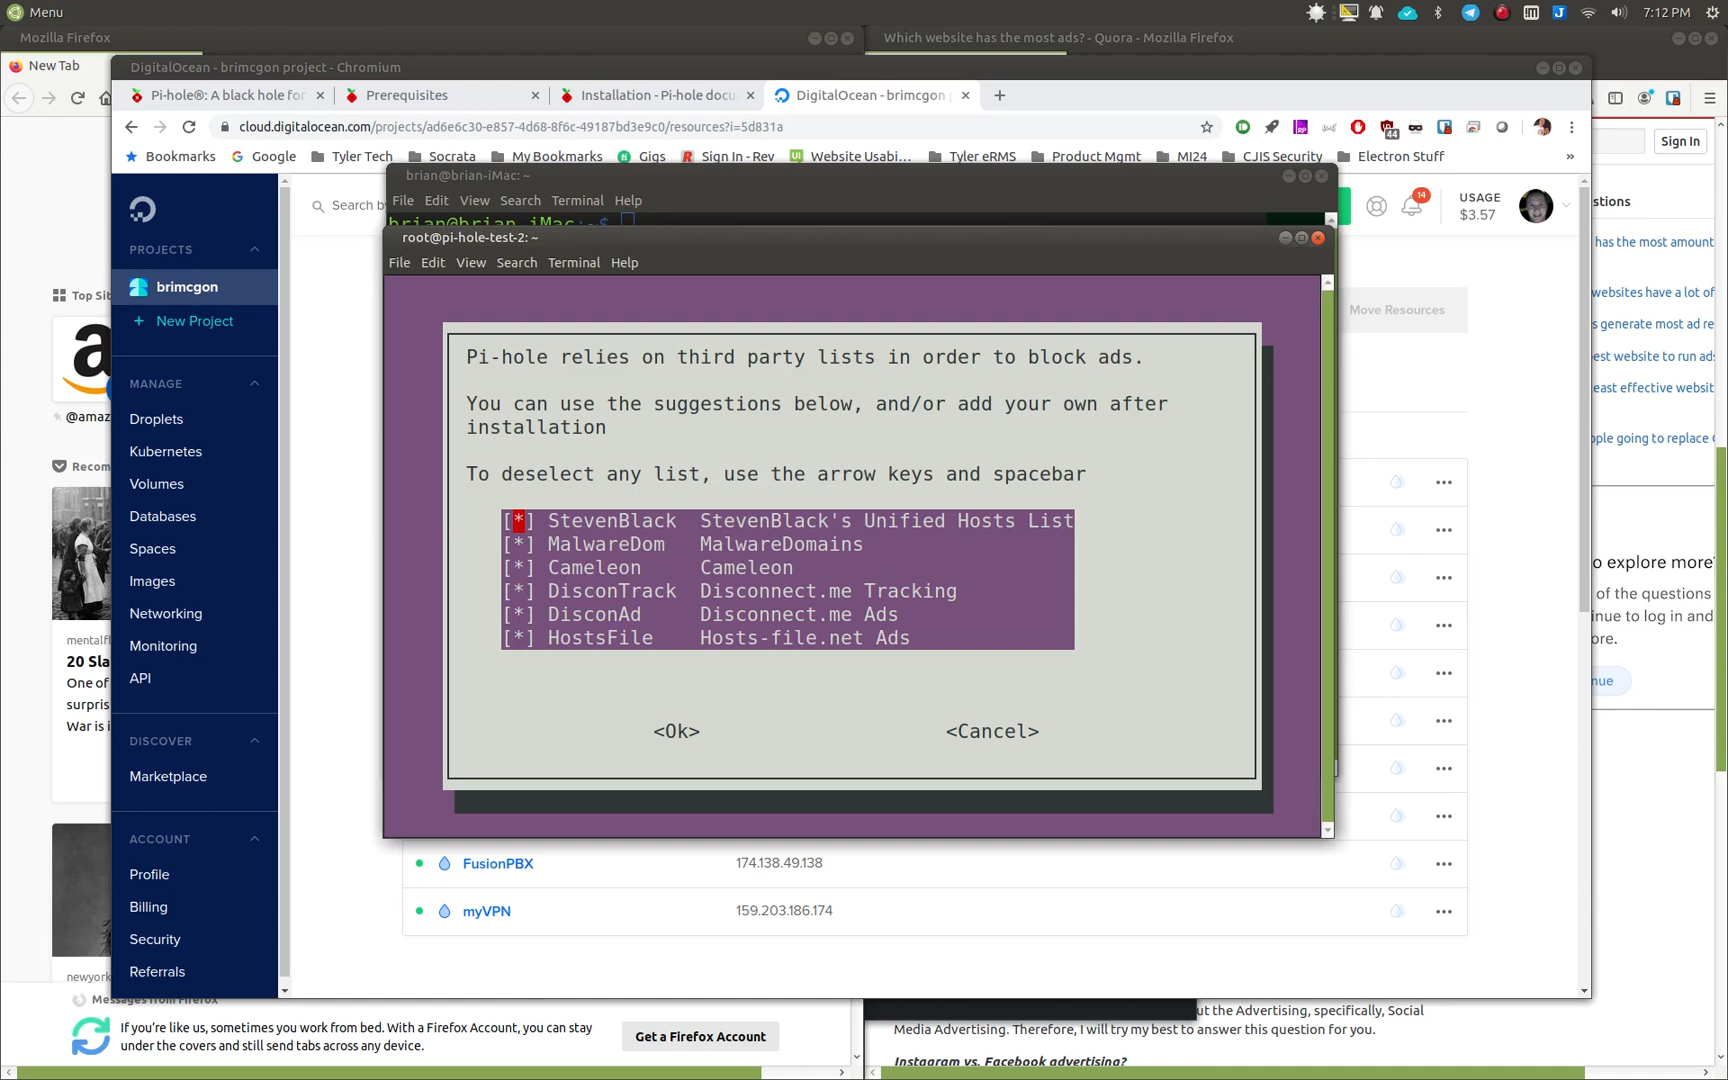 Menu
7:12 PM
Mozilla Firefox
Which website has the most ads? - Quora - Mozilla Firefox
New Tab
DigitalOcean - brimcgon project - Chromium
Pi-hole®: A black hole for
Prerequisites
Installation - Pi-hole docu
DigitalOcean - brimcgon
cloud.digitalocean.com/projects/ad6e6c30-e857-4d68-8f6c-49187bd3e9c0/resources?i=5d831a
44
Bookmarks
Google
Tyler Tech
Socrata
My Bookmarks
Gigs
Sign In - Rev
Website Usabi...
Tyler eRMS
Product Mgmt
MI24
CJIS Security
Electron Stuff
»
Sign In
Search by
14
USAGE
$3.57
PROJECTS
brimcgon
+ New Project
MANAGE
Droplets
Kubernetes
Volumes
Databases
Spaces
Images
Networking
Monitoring
API
DISCOVER
Marketplace
ACCOUNT
Profile
Billing
Security
Referrals
brian@brian-iMac: ~
File Edit View Search Terminal Help
brian@brian-iMac:~$
root@pi-hole-test-2: ~
File Edit View Search Terminal Help
Pi-hole relies on third party lists in order to block ads.
You can use the suggestions below, and/or add your own after
installation
To deselect any list, use the arrow keys and spacebar
[*] StevenBlack StevenBlack's Unified Hosts List
[*] MalwareDom MalwareDomains
[*] Cameleon Cameleon
[*] DisconTrack Disconnect.me Tracking
[*] DisconAd Disconnect.me Ads
[*] HostsFile Hosts-file.net Ads
<Ok> <Cancel>
Move Resources
FusionPBX 174.138.49.138
myVPN 159.203.186.174
Top Sit
a
@amaz
Recom
mentalfl
20 Sla
One of
surpris
War is i
newyork
Messages from Firefox
If you're like us, sometimes you work from bed. With a Firefox Account, you can stay
under the covers and still send tabs across any device.
Get a Firefox Account
stions
has the most amount
websites have a lot of
s generate most ad re
est website to run ads
east effective websit
ple going to replace
o explore more?
of the questions
ntinue to log in and
ore.
nue
ut the Advertising, specifically, Social
Media Advertising. Therefore, I will try my best to answer this question for you.
Instagram vs. Facebook advertising?